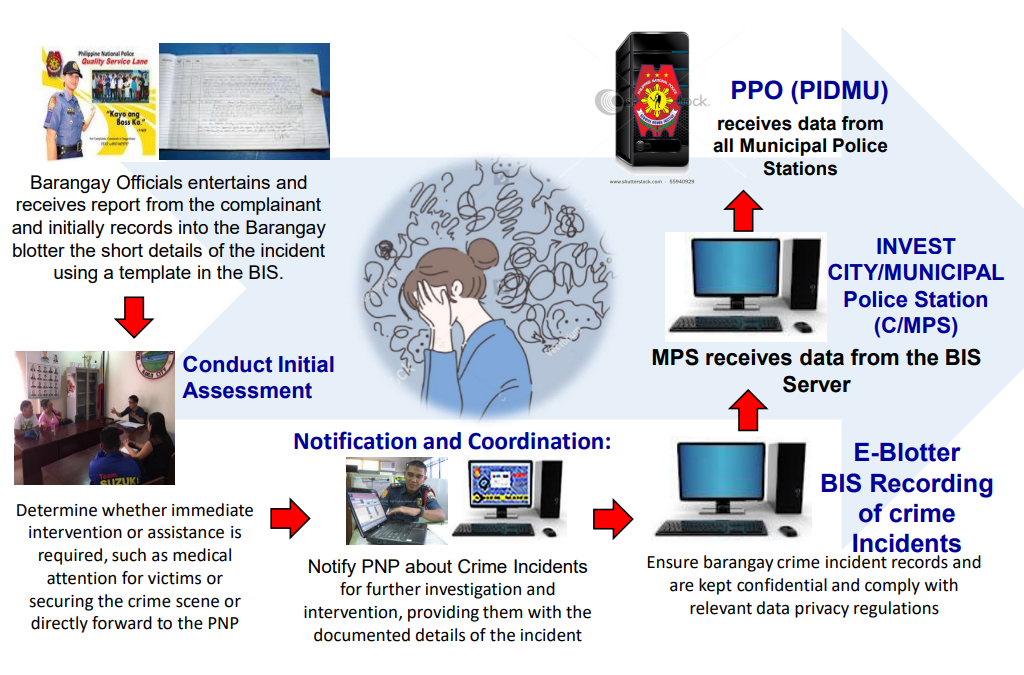 Philippine National Police
Quality Service Lane
"Kayo ang
Boss Ko."
Barangay Officials entertains and
receives report from the complainant
and initially records into the Barangay
blotter the short details of the incident
using a template in the BIS.
Conduct Initial
Assessment
SUZUKI
Determine whether immediate
intervention or assistance is
required, such as medical
attention for victims or
securing the crime scene or
directly forward to the PNP
Notification and Coordination:
Notify PNP about Crime Incidents
for further investigation and
intervention, providing them with the
documented details of the incident
E-Blotter
BIS Recording
of crime
Incidents
Ensure barangay crime incident records and
are kept confidential and comply with
relevant data privacy regulations
INVEST
CITY/MUNICIPAL
Police Station
(C/MPS)
MPS receives data from the BIS
Server
PPO (PIDMU)
receives data from
all Municipal Police
Stations
www.shutterstock.com · 55940929